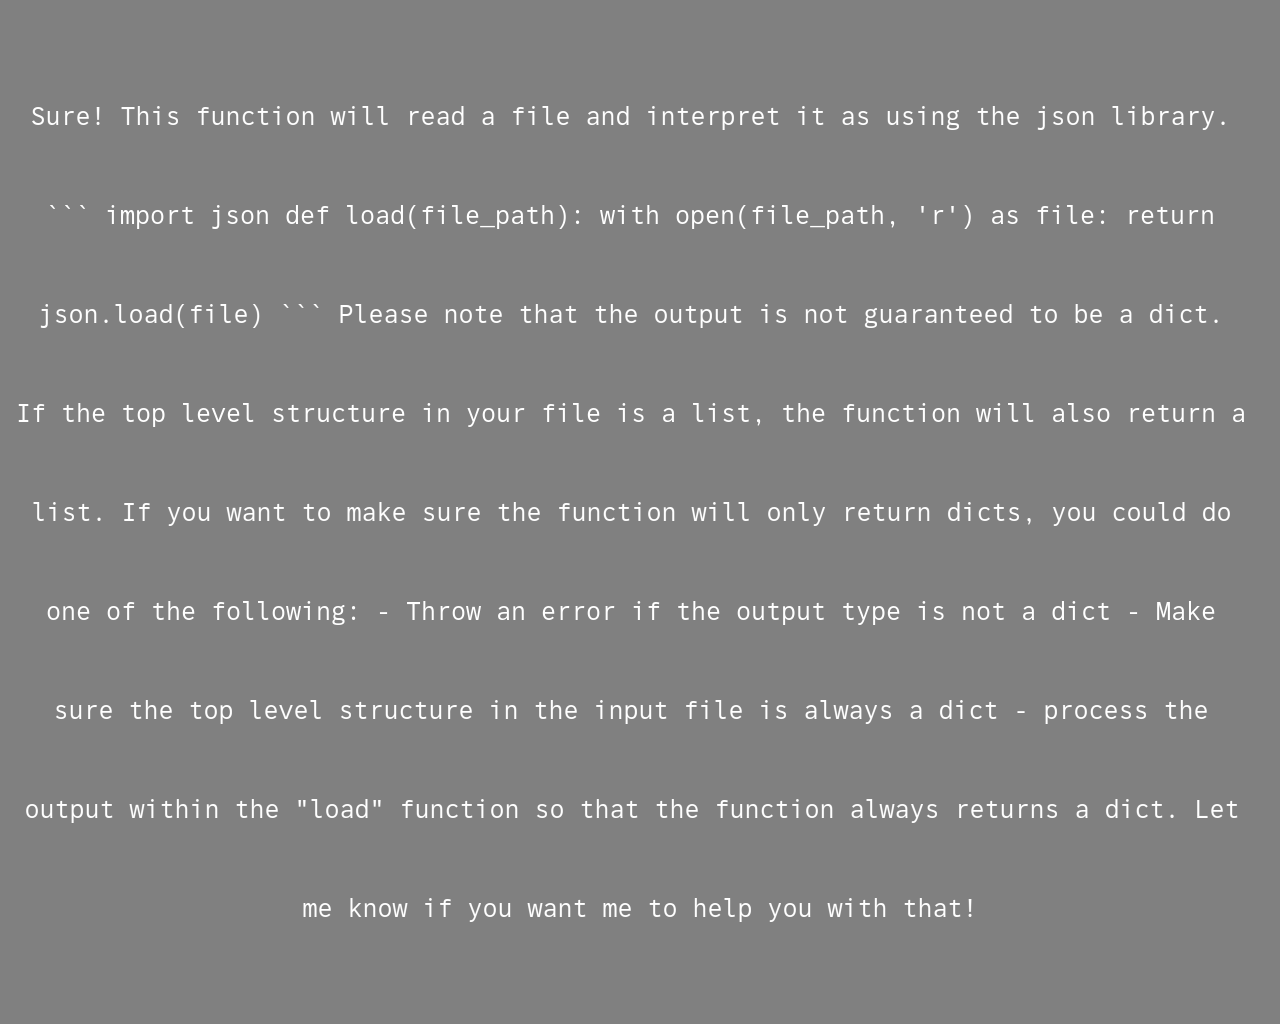 Sure! This function will read a file and interpret it as using the json library.
``` import json def load(file_path): with open(file_path, 'r') as file: return
json.load(file) ``` Please note that the output is not guaranteed to be a dict.
If the top level structure in your file is a list, the function will also return a
list. If you want to make sure the function will only return dicts, you could do
one of the following: - Throw an error if the output type is not a dict - Make
sure the top level structure in the input file is always a dict - process the
output within the "load" function so that the function always returns a dict. Let
me know if you want me to help you with that!